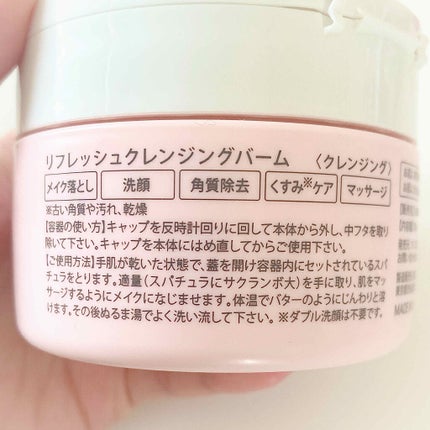 リフレッシュクレンジングバーム 〈クレンジング〉
メイク落とし 洗顔 角質除去 くすみ※ケア マッサージ
※古い角質や汚れ、乾燥
【容器の使い方】キャップを反時計回りに回して本体から外し、中フタを取り
除いて下さい。キャップを本体にはめ直してからご使用下さい。
【ご使用方法】手肌が乾いた状態で、蓋を開け容器内にセットされているスパ
チュラをとります。適量(スパチュラにサクランボ大)を手に取り、肌をマッ
サージするようにメイクになじませます。体温でバターのようにじんわりと溶
けます。その後ぬるま湯でよく洗い流して下さい。 ※ダブル洗顔は不要です。